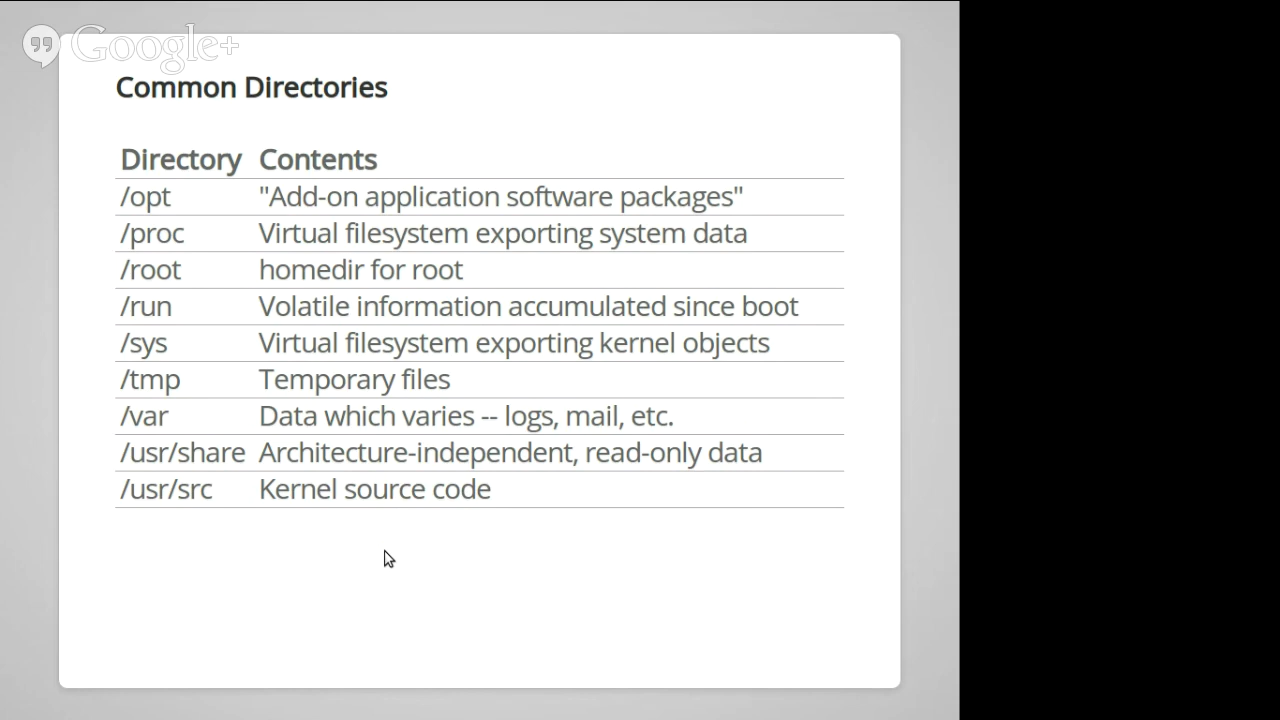 Google+
Common Directories
Directory Contents
/opt "Add-on application software packages"
/proc Virtual filesystem exporting system data
/root homedir for root
/run Volatile information accumulated since boot
/sys Virtual filesystem exporting kernel objects
/tmp Temporary files
/var Data which varies -- logs, mail, etc.
/usr/share Architecture-independent, read-only data
/usr/src Kernel source code